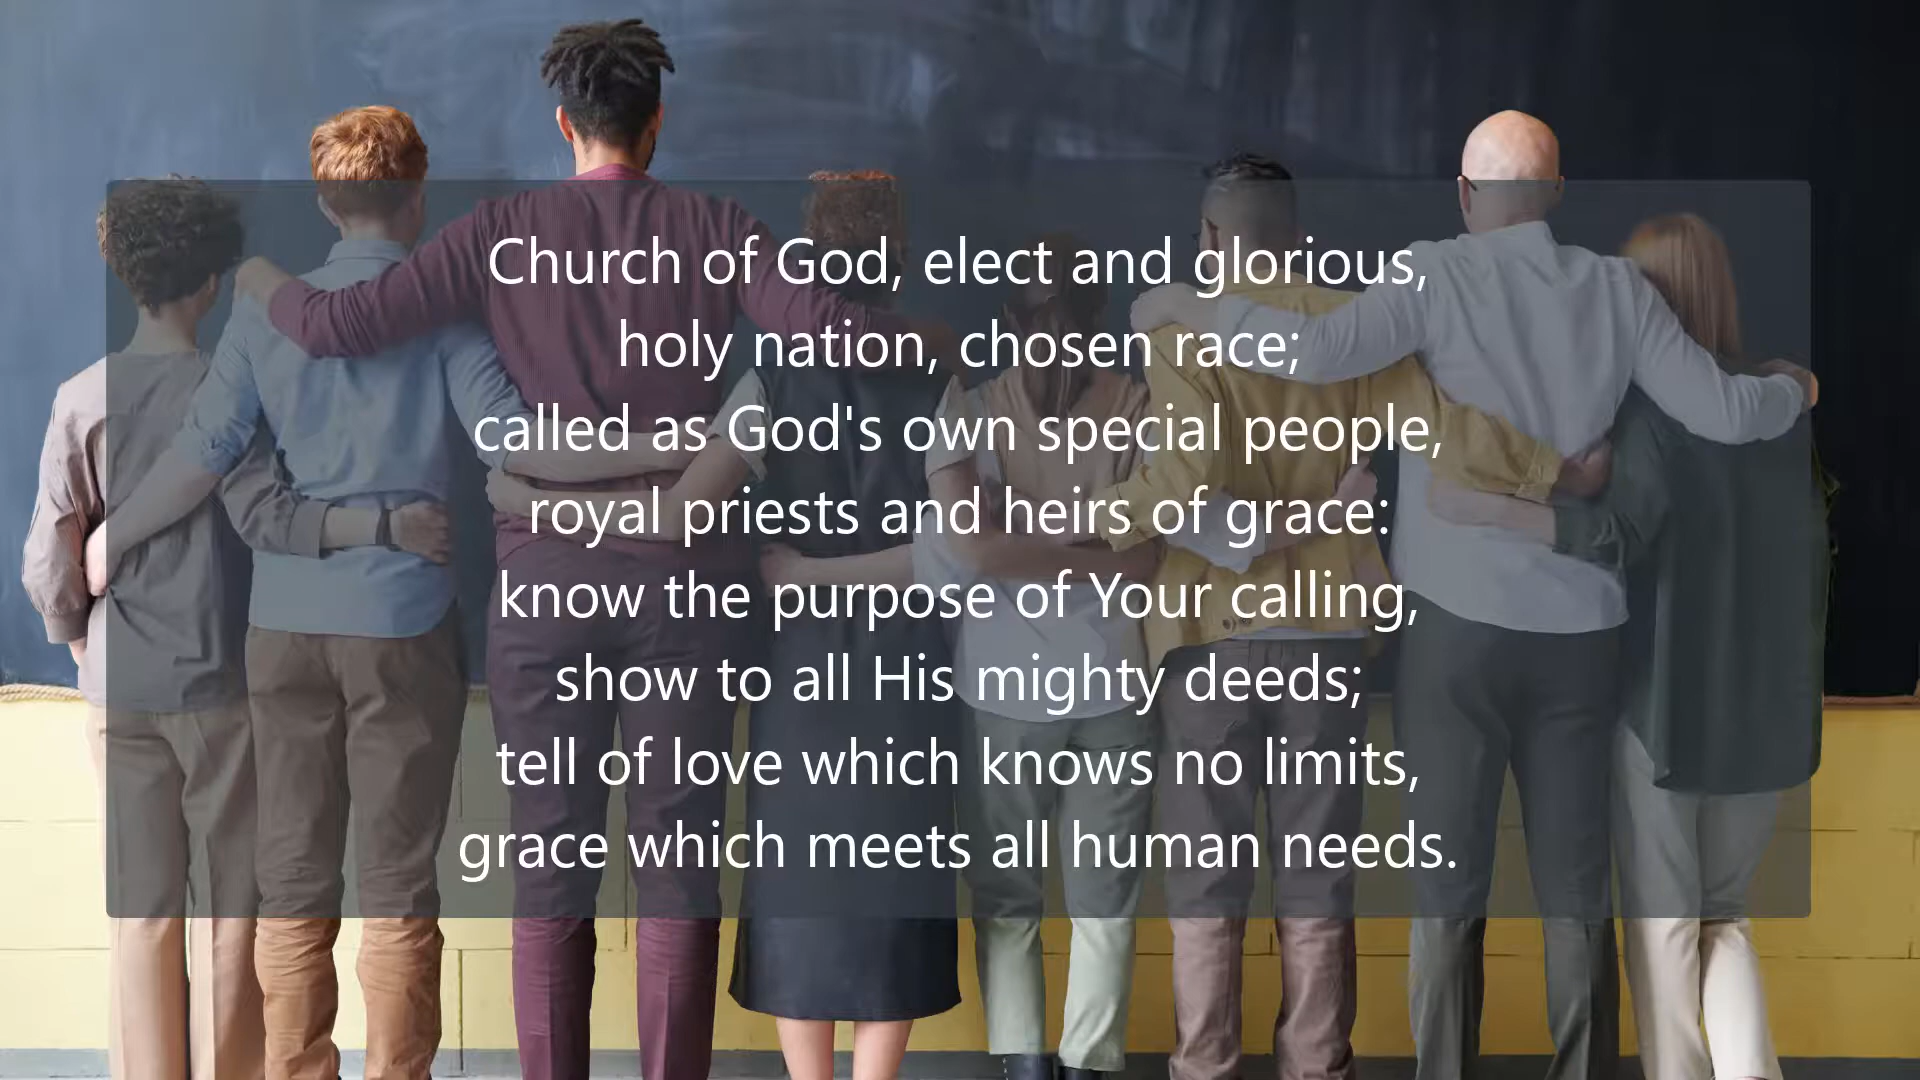 Church of God, elect and glorious,
holy nation, chosen race;
called as God's own special people,
royal priests and heirs of grace:
know the purpose of Your calling,
show to all His mighty deeds;
tell of love which knows no limits,
grace which meets all human needs.